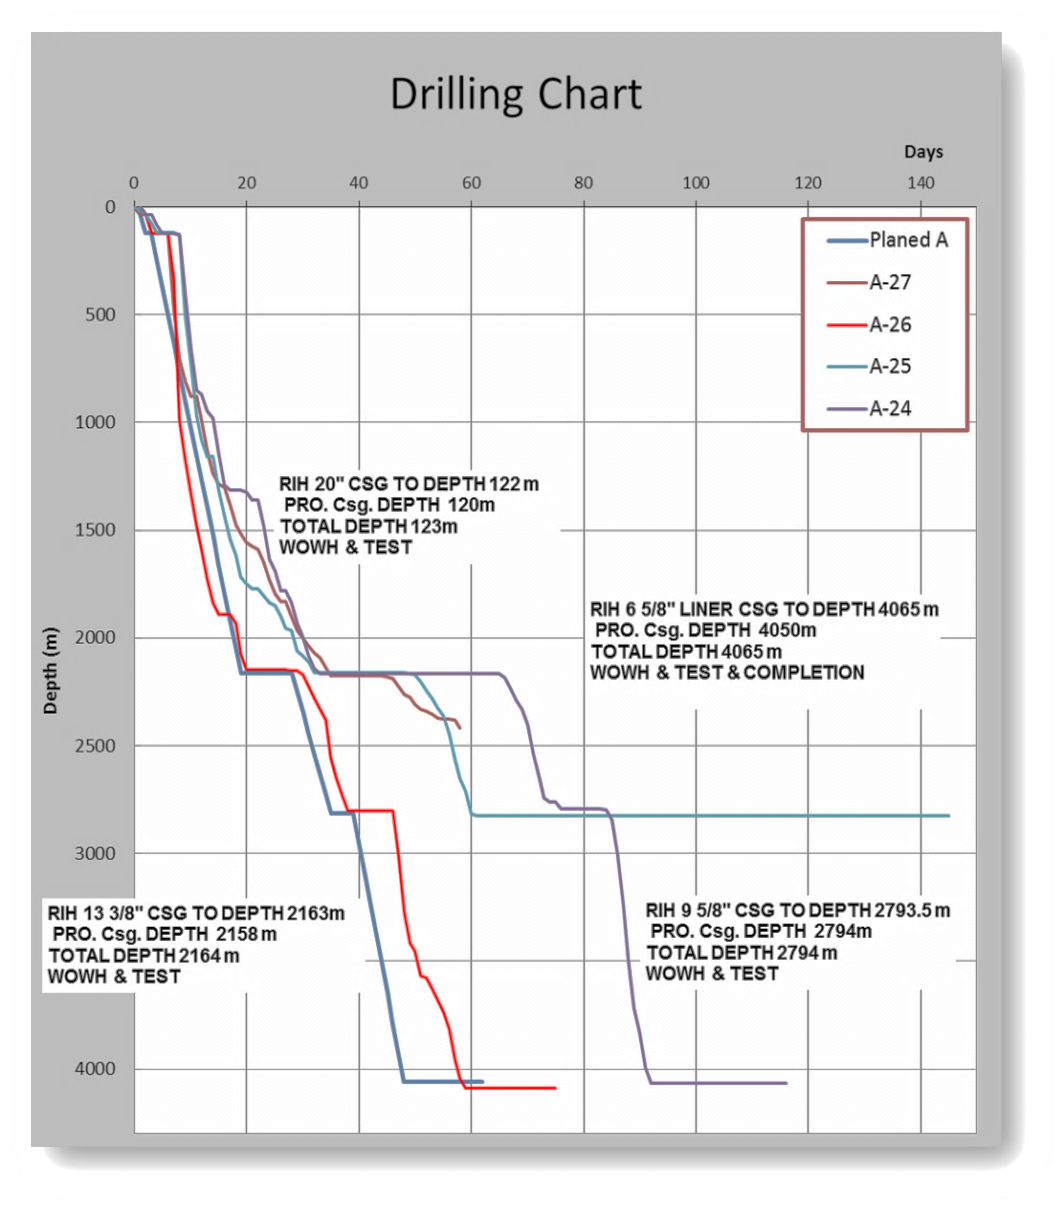 Drilling Chart
Days
0 20 40 60 80 100 120 140
0
500
1000
1500
2000
2500
3000
4000
Depth (m)
Planed A
A-27
A-26
A-25
A-24
RIH 20" CSG TO DEPTH 122 m
PRO. Csg. DEPTH 120m
TOTAL DEPTH 123m
WOWH & TEST
RIH 6 5/8" LINER CSG TO DEPTH 4065 m
PRO. Csg. DEPTH 4050m
TOTAL DEPTH 4065 m
WOWH & TEST & COMPLETION
RIH 13 3/8" CSG TO DEPTH 2163m
PRO. Csg. DEPTH 2158 m
TOTAL DEPTH 2164 m
WOWH & TEST
RIH 9 5/8" CSG TO DEPTH 2793.5 m
PRO. Csg. DEPTH 2794m
TOTAL DEPTH 2794 m
WOWH & TEST